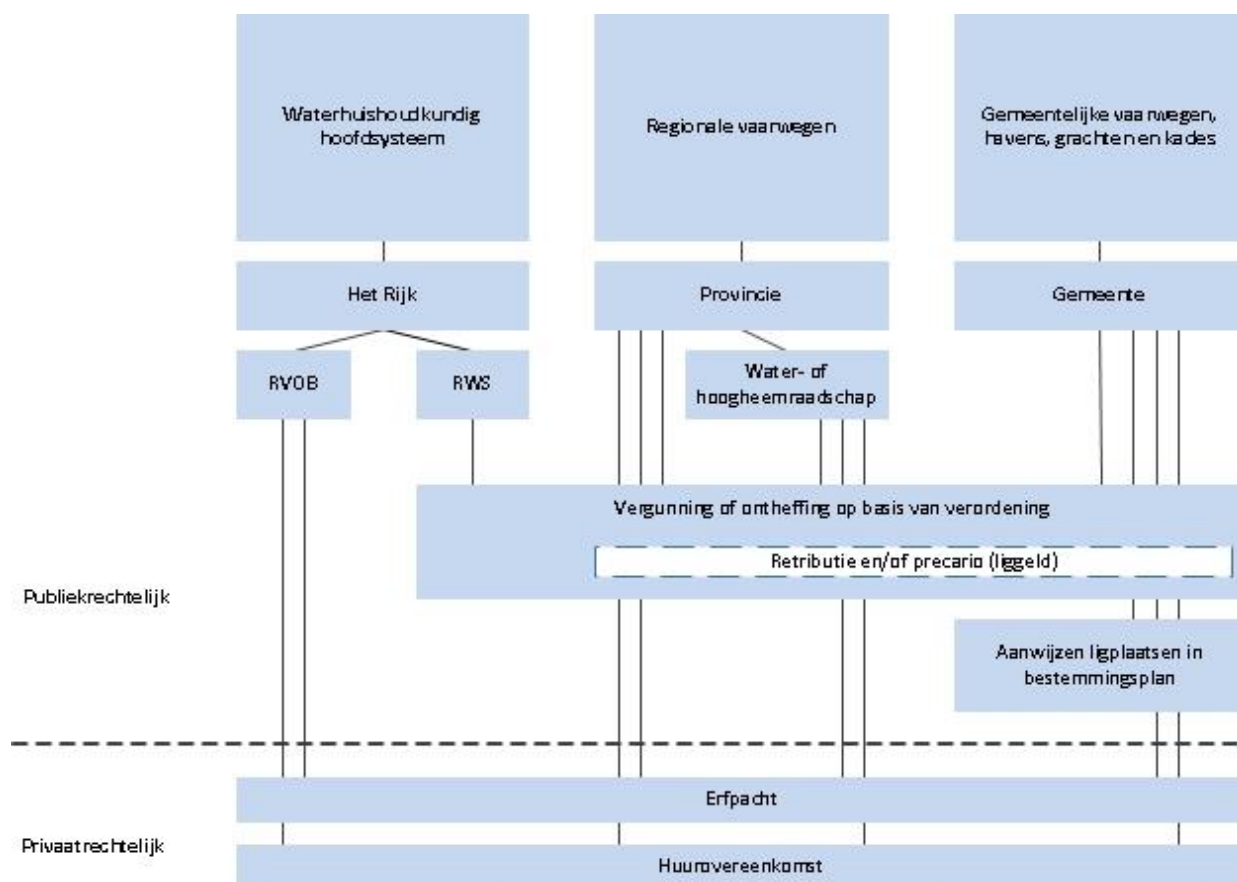 Waterhuishoudkundig
hoofdsysteem
Regionale vaarwegen
Gemeentelijke vaarwegen,
havens, grachten en kades
Het Rijk
Provincie
Gemeente
RVOB
RWS
Water- of
hoogheemraadschap
Vergunning of ontheffing op basis van verordening
Retributie en/of precario (liggeld)
Publiekrechtelijk
Aanwijzen ligplaatsen in
bestemmingsplan
Erfpacht
Privaatrechtelijk
Huurovereenkomst